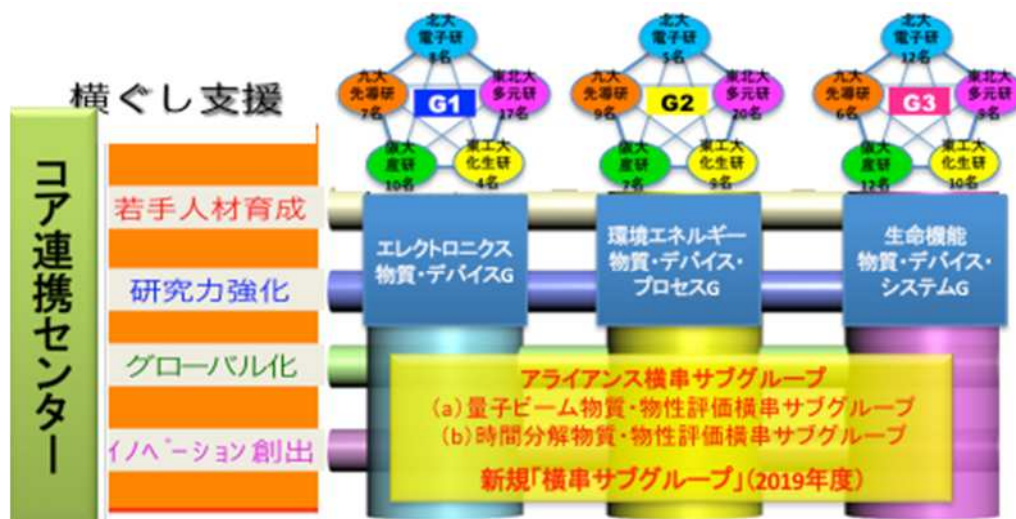 横ぐし支援
コア連携センター
若手人材育成
研究力強化
グローバル化
イノベーション創出
北大
電子研
8名
九大
先導研
7名
G1
東北大
多元研
17名
阪大
産研
10名
東工大
化生研
4名
北大
電子研
5名
九大
先導研
9名
G2
東北大
多元研
20名
阪大
産研
7名
東工大
化生研
9名
北大
電子研
12名
九大
先導研
6名
G3
東北大
多元研
9名
阪大
産研
12名
東工大
化生研
10名
エレクトロニクス
物質・デバイスG
環境エネルギー
物質・デバイス・
プロセスG
生命機能
物質・デバイス・
システムG
アライアンス横串サブグループ
(a)量子ビーム物質・物性評価横串サブグループ
(b)時間分解物質・物性評価横串サブグループ
新規「横串サブグループ」(2019年度)